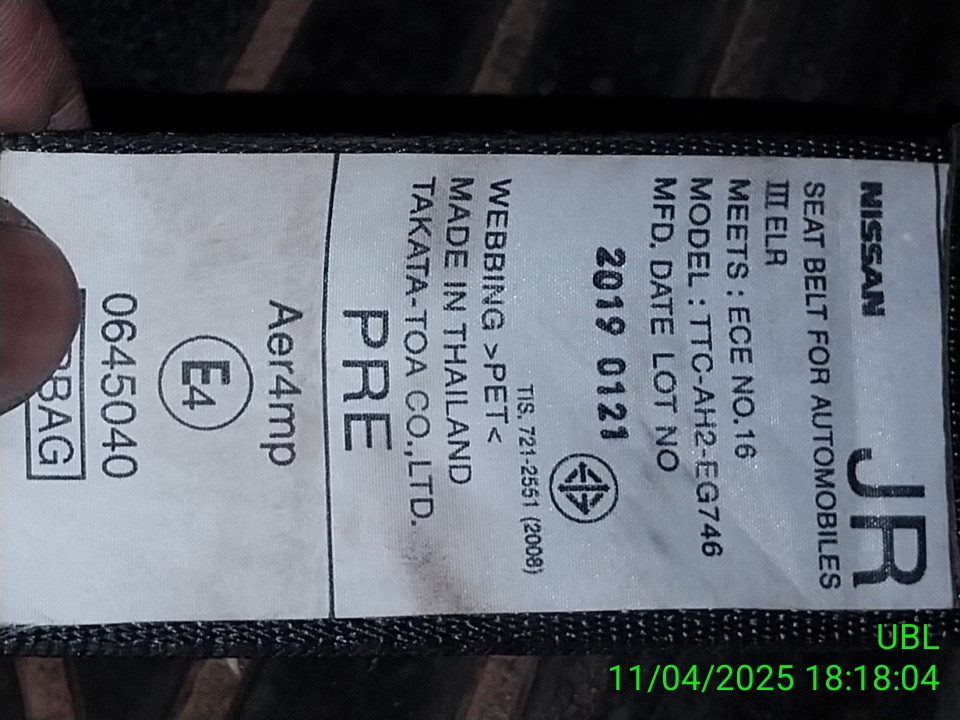 NISSAN JR
SEAT BELT FOR AUTOMOBILES
III ELR
MEETS : ECE NO.16
MODEL : TTC-AH2-EG746
MFD. DATE LOT NO
2019 0121
TIS. 721-2551 (2008)
WEBBING >PET<
MADE IN THAILAND
TAKATA-TOA CO.,LTD.
PRE
Aer4mp
E4
0645040
UBL
11/04/2025 18:18:04